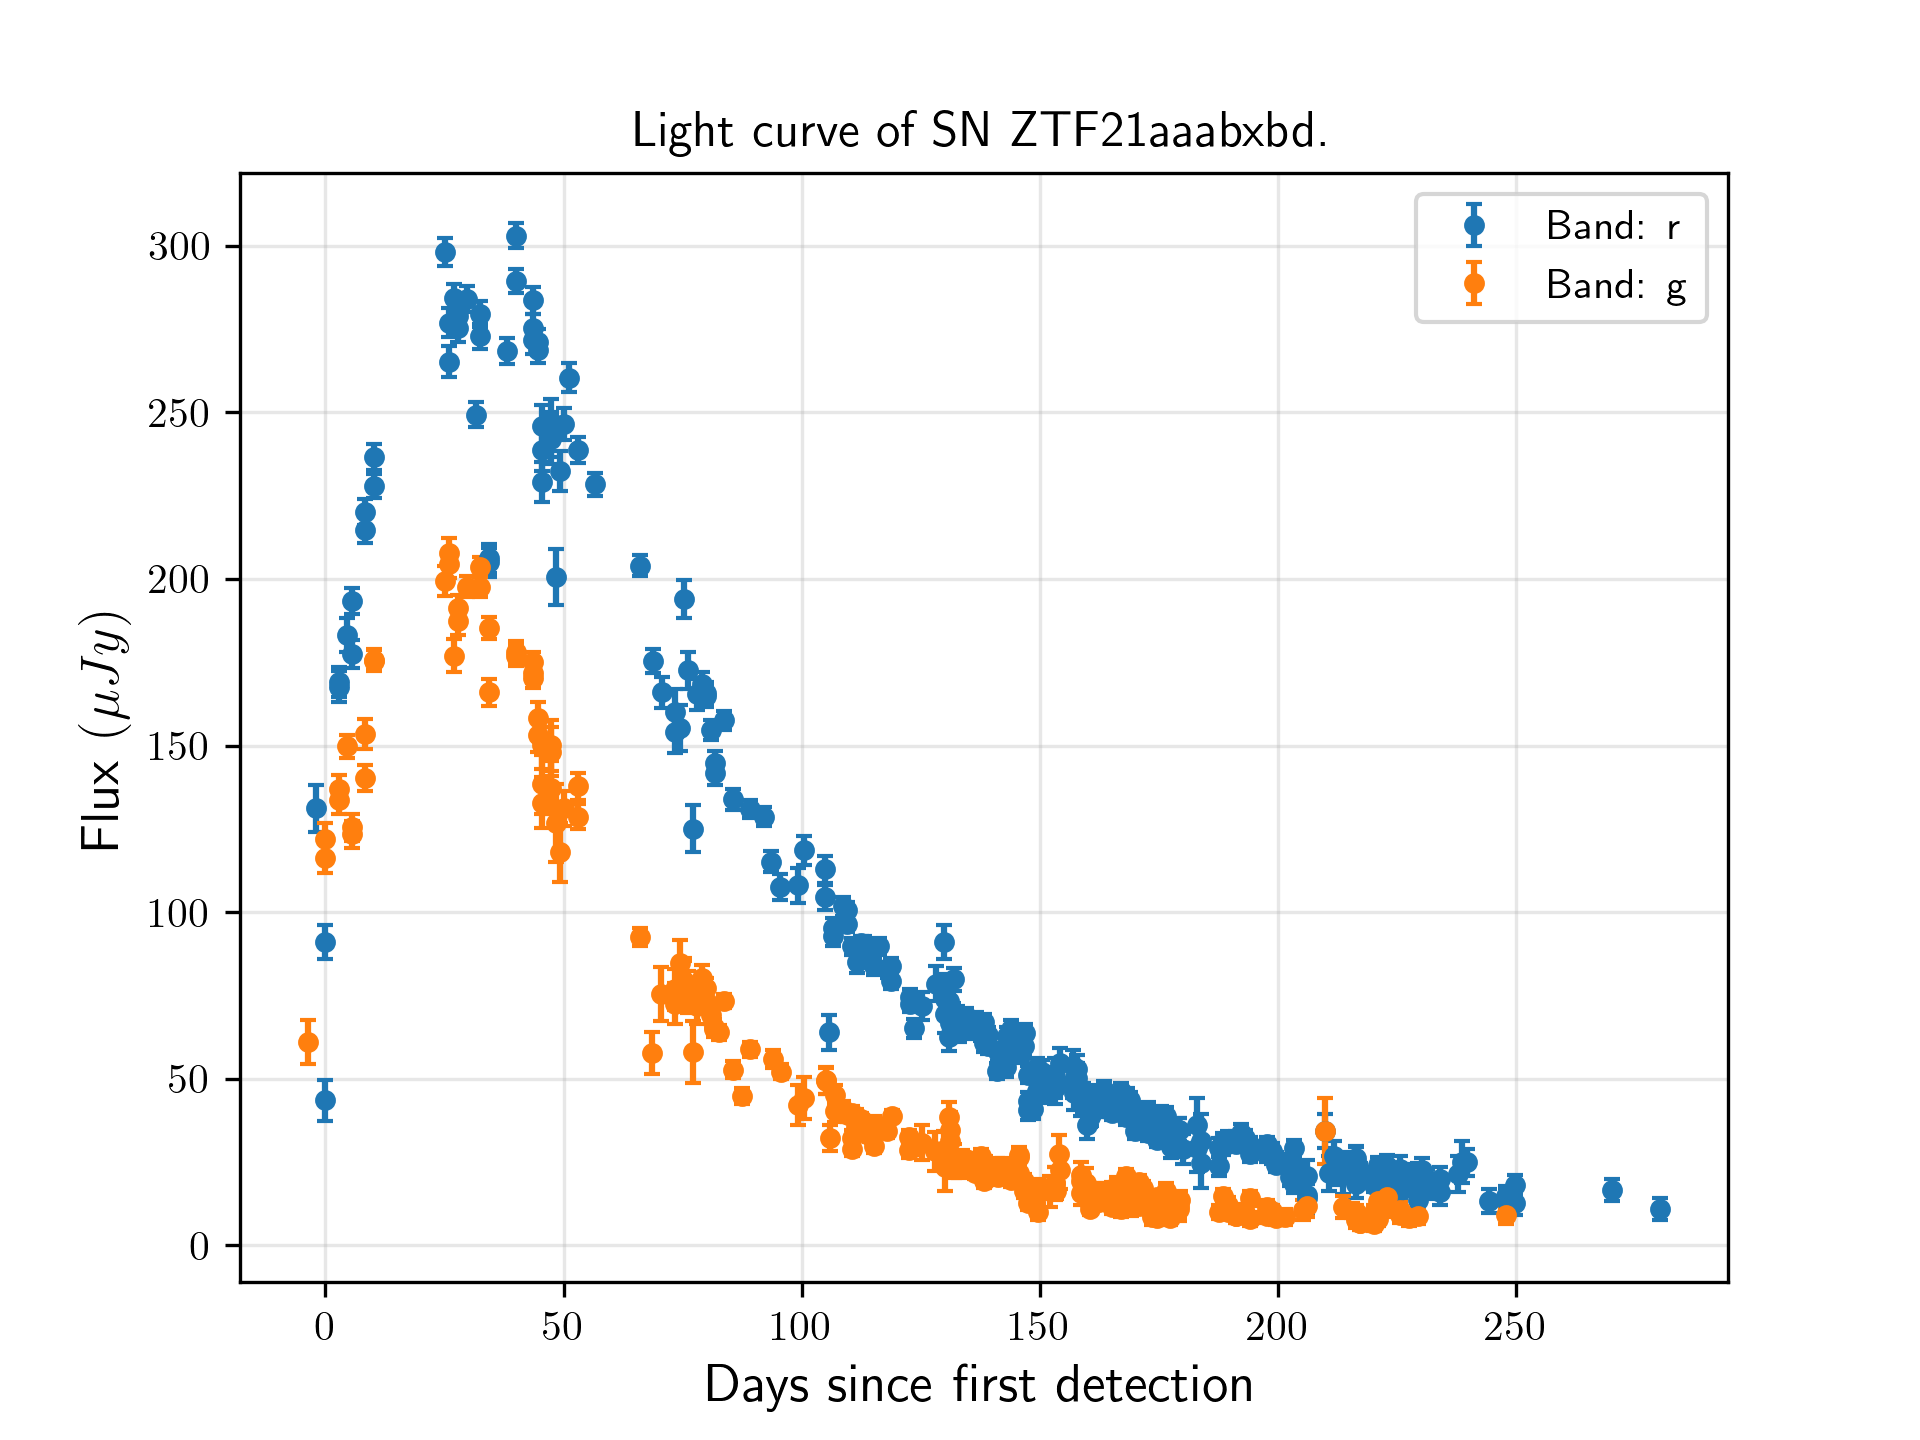 Light curve of SN ZTF21aaabxbd.
Band: r
Band: g
Flux (μJy)
300
250
200
150
100
50
0
0 50 100 150 200 250
Days since first detection